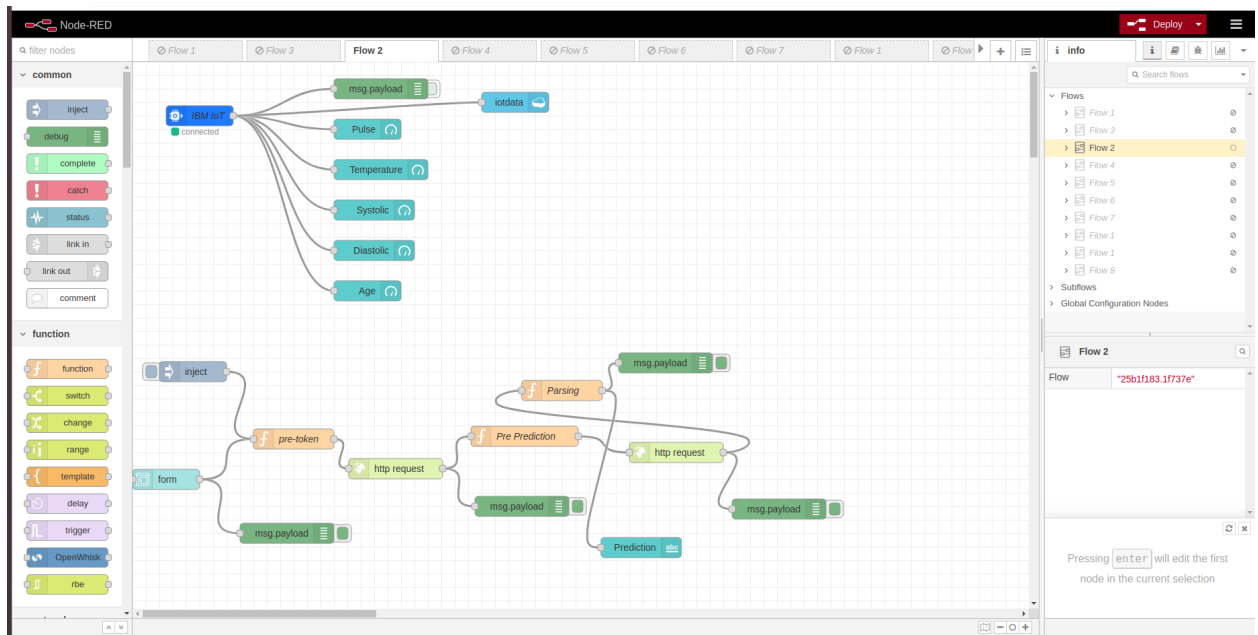 Node-RED
Deploy
filter nodes
Flow 1
Flow 3
Flow 2
Flow 4
Flow 5
Flow 6
Flow 7
Flow 1
Flow
i info
i
common
inject
debug
complete
catch
status
link in
link out
comment
function
function
switch
change
range
template
delay
trigger
OpenWhisk
rbe
IBM IoT
connected
msg.payload
iotdata
Pulse
Temperature
Systolic
Diastolic
Age
inject
msg.payload
Parsing
pre-token
Pre Prediction
http request
http request
form
msg.payload
msg.payload
msg.payload
Prediction abc
Search flows
Flows
Flow 1
Flow 3
Flow 2
Flow 4
Flow 5
Flow 6
Flow 7
Flow 1
Flow 1
Flow 8
Subflows
Global Configuration Nodes
Flow 2
Flow "25b1f183.1f737e"
Pressing enter will edit the first
node in the current selection